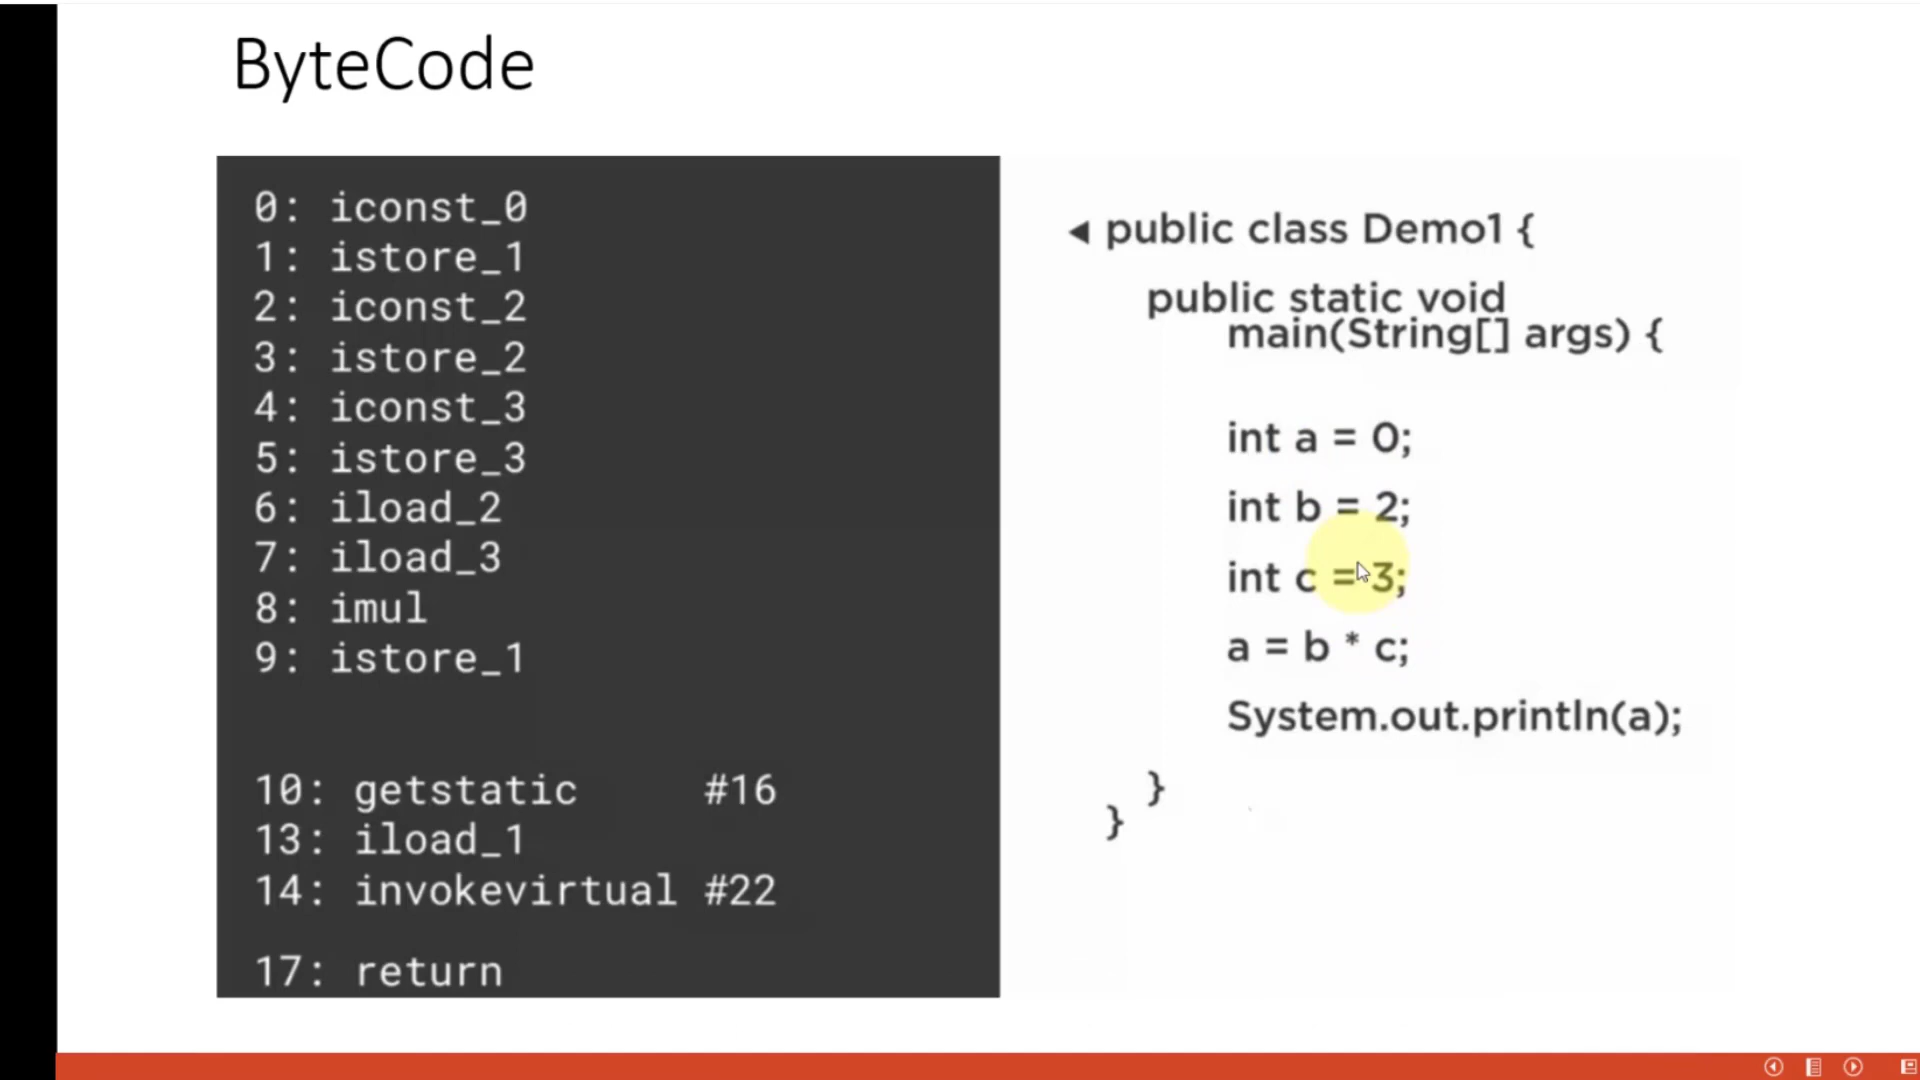 ByteCode
0: iconst_0
1: istore_1
2: iconst_2
3: istore_2
4: iconst_3
5: istore_3
6: iload_2
7: iload_3
8: imul
9: istore_1
10: getstatic #16
13: iload_1
14: invokevirtual #22
17: return
public class Demo1 {
public static void
main(String[] args) {
int a = 0;
int b = 2;
int c = 3;
a = b * c;
System.out.println(a);
}
}